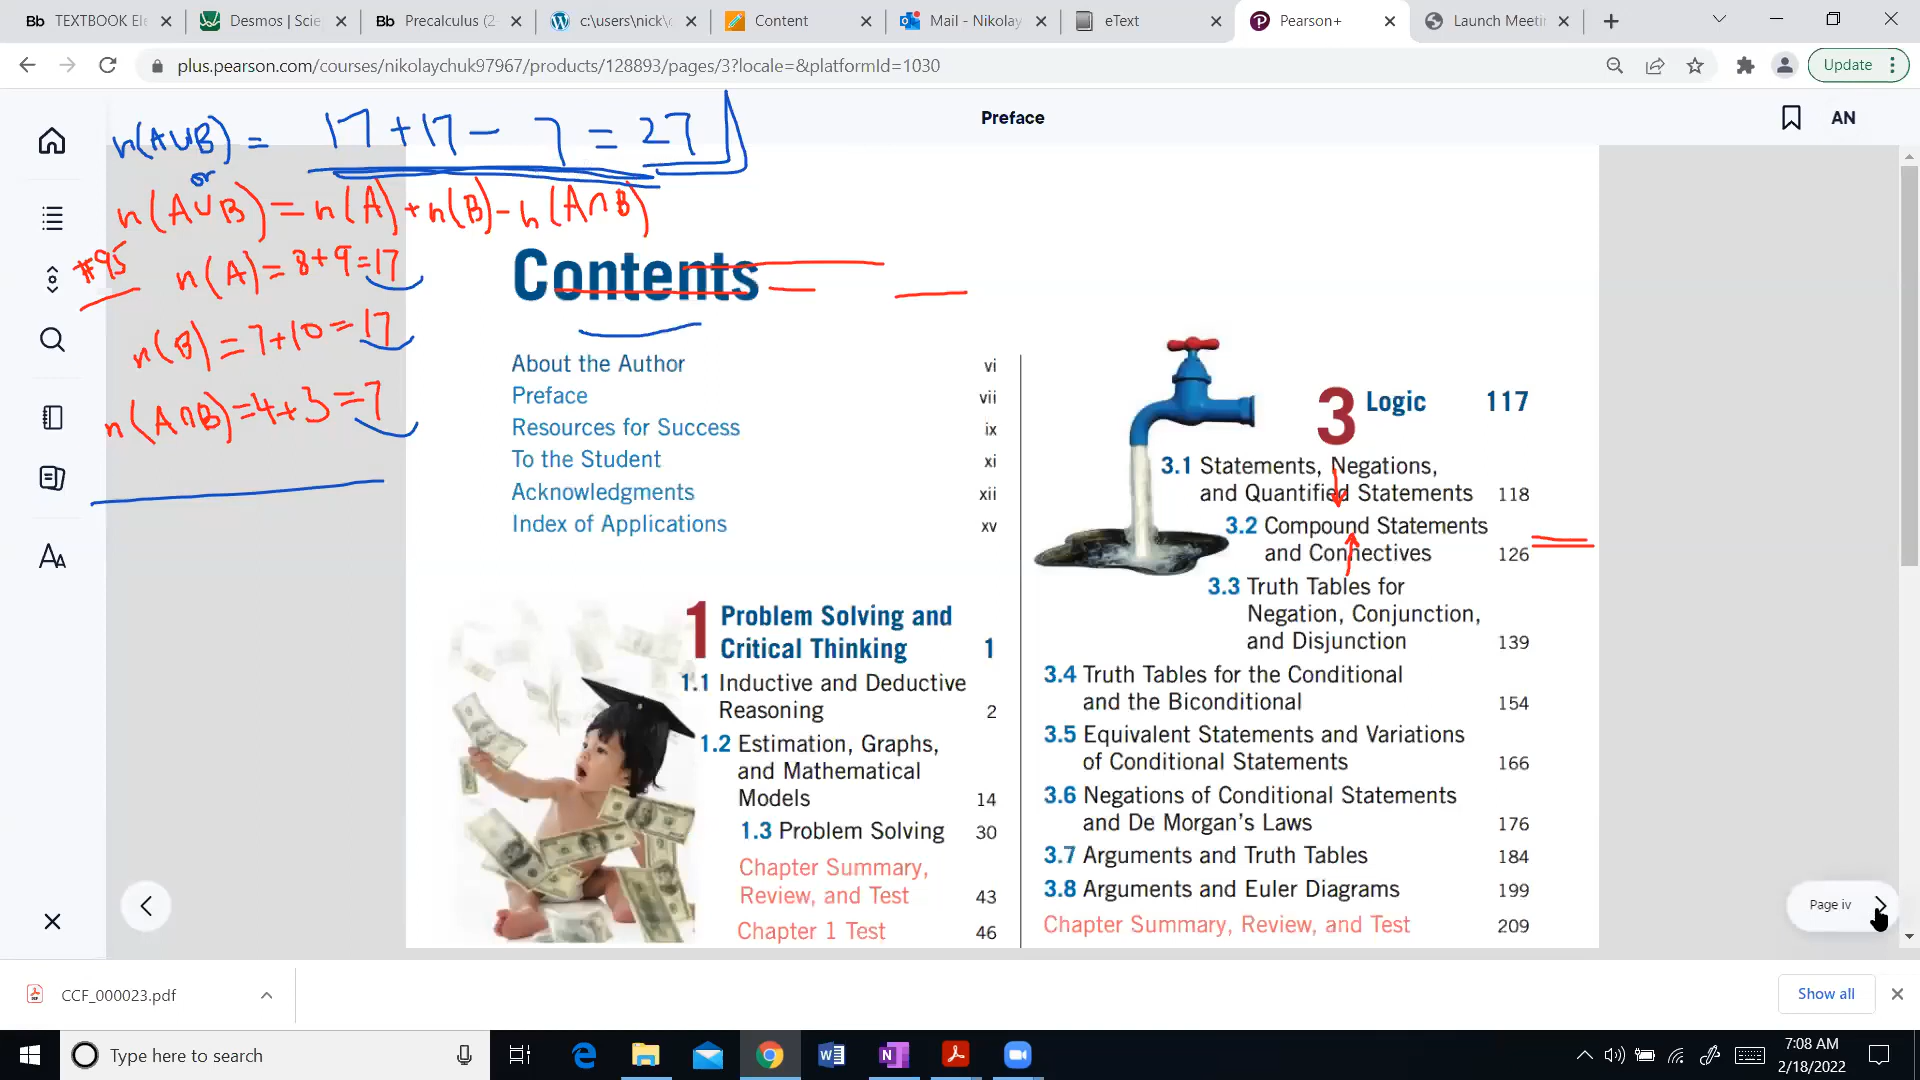 Bb TEXTBOOK Ele
Desmos | Scie
Bb Precalculus (2-
c:\users\nick\
Content
Mail - Nikolay
eText
Pearson+
Launch Meeti
plus.pearson.com/courses/nikolaychuk97967/products/128893/pages/3?locale=&platformId=1030
Update
Preface
AN
n(A∪B) = 17+17- 7 = 27
or
n(A∪B) = n(A)+n(B)-n(A∩B)
#95
n(A)=8+9=17
n(B)=7+10=17
n(A∩B)=4+3=7
Contents
About the Author vi
Preface vii
Resources for Success ix
To the Student xi
Acknowledgments xii
Index of Applications xv
1 Problem Solving and
Critical Thinking 1
1.1 Inductive and Deductive
Reasoning 2
1.2 Estimation, Graphs,
and Mathematical
Models 14
1.3 Problem Solving 30
Chapter Summary,
Review, and Test 43
Chapter 1 Test 46
3 Logic 117
3.1 Statements, Negations,
and Quantified Statements 118
3.2 Compound Statements
and Connectives 126
3.3 Truth Tables for
Negation, Conjunction,
and Disjunction 139
3.4 Truth Tables for the Conditional
and the Biconditional 154
3.5 Equivalent Statements and Variations
of Conditional Statements 166
3.6 Negations of Conditional Statements
and De Morgan's Laws 176
3.7 Arguments and Truth Tables 184
3.8 Arguments and Euler Diagrams 199
Chapter Summary, Review, and Test 209
Page iv
CCF_000023.pdf
Show all
Type here to search
7:08 AM
2/18/2022